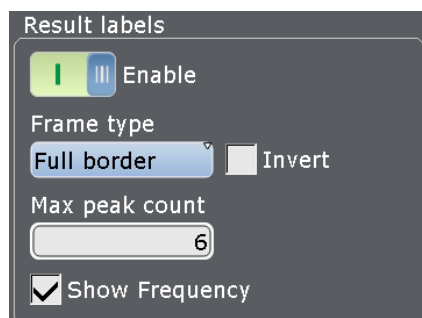 Result labels
Enable
Frame type
Full border
Invert
Max peak count
6
Show Frequency